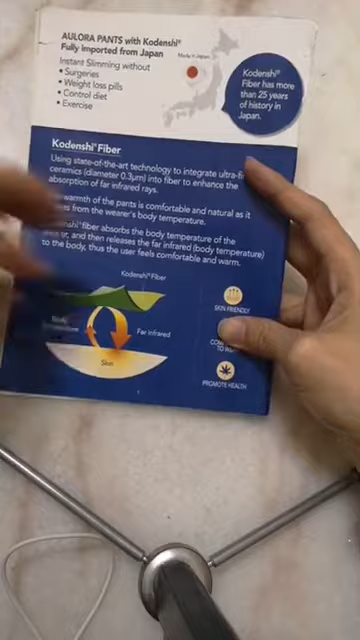 AULORA PANTS with Kodenshi®
Fully imported from Japan
Made in Japan
Instant Slimming without
• Surgeries
• Weight loss pills
• Control diet
• Exercise
Kodenshi®
Fiber has more
than 25 years
of history in
Japan.
Kodenshi® Fiber
Using state-of-the-art technology to integrate
ceramics (diameter 0.3μm) into fiber to enhance the
absorption of far infrared rays.
warmth of the pants is comfortable and natural as it
from the wearer's body temperature.
fiber absorbs the body temperature of the
and then releases the far infrared (body temperature)
to the body, thus the user feels comfortable and warm.
Kodenshi® Fiber
Body
Far Infrared
Skin
SKIN FRIENDLY
PROMOTE HEALTH